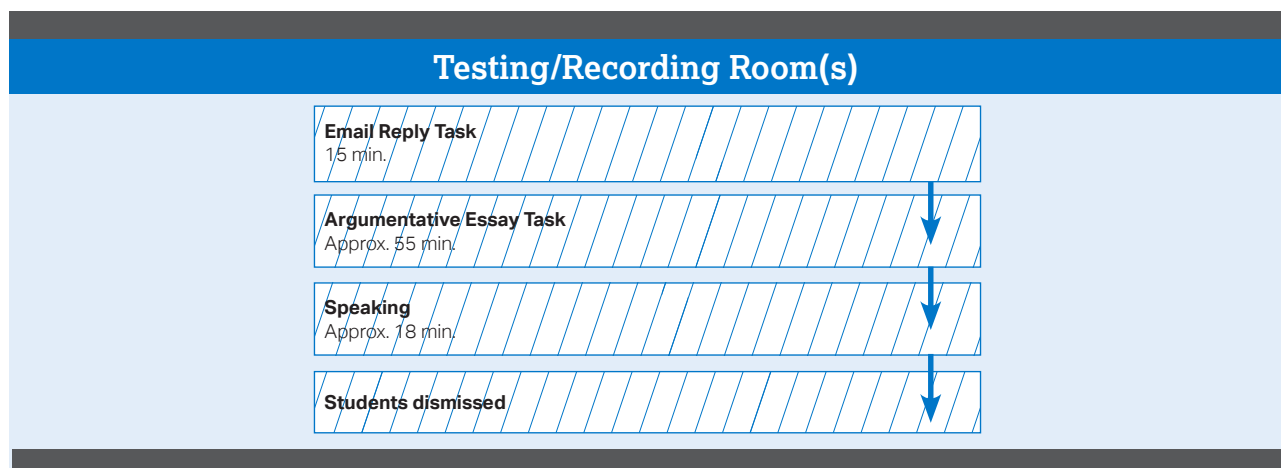 Testing/Recording Room(s)
Email Reply Task
15 min.
Argumentative Essay Task
Approx. 55 min.
Speaking
Approx. 18 min.
Students dismissed